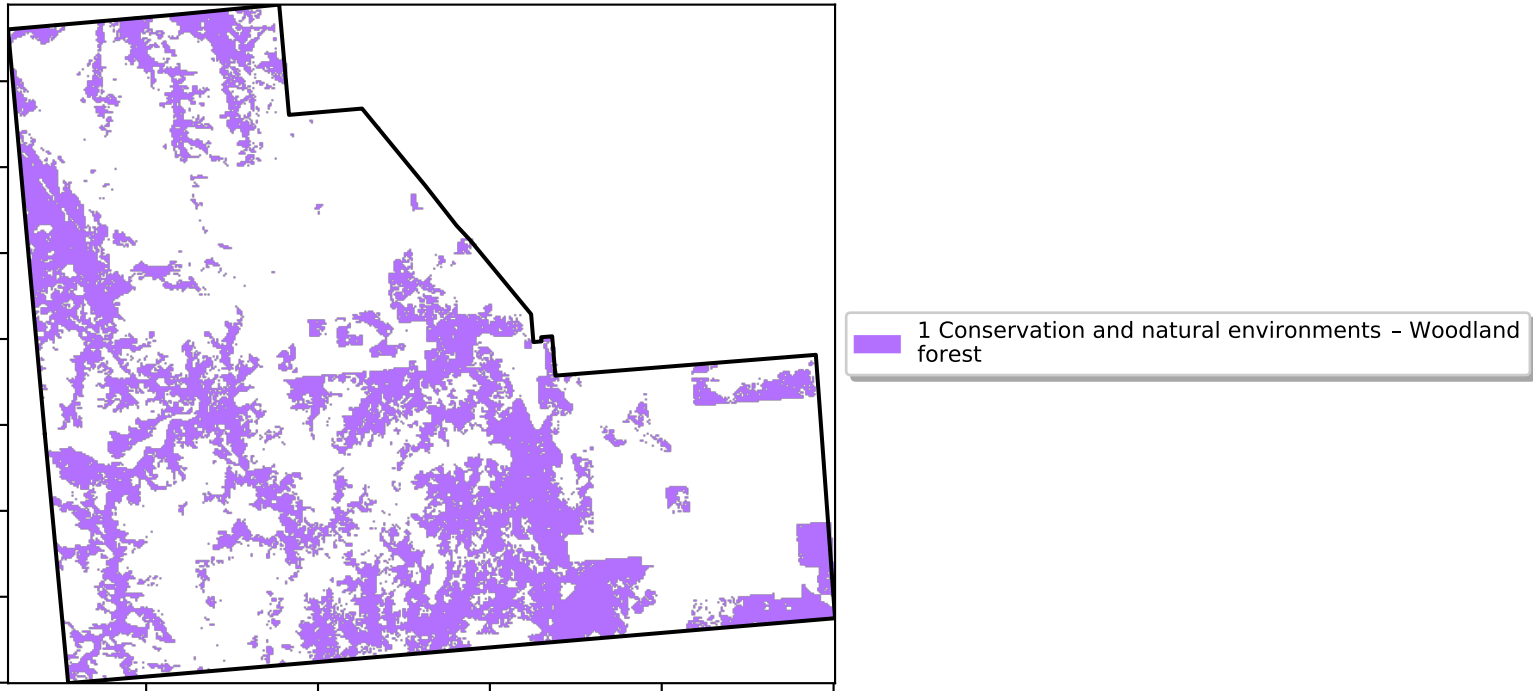 1 Conservation and natural environments – Woodland
forest